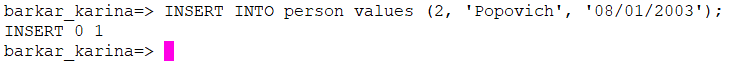 barkar_karina=> INSERT INTO person values (2, 'Popovich', '08/01/2003');
INSERT 0 1
barkar_karina=>